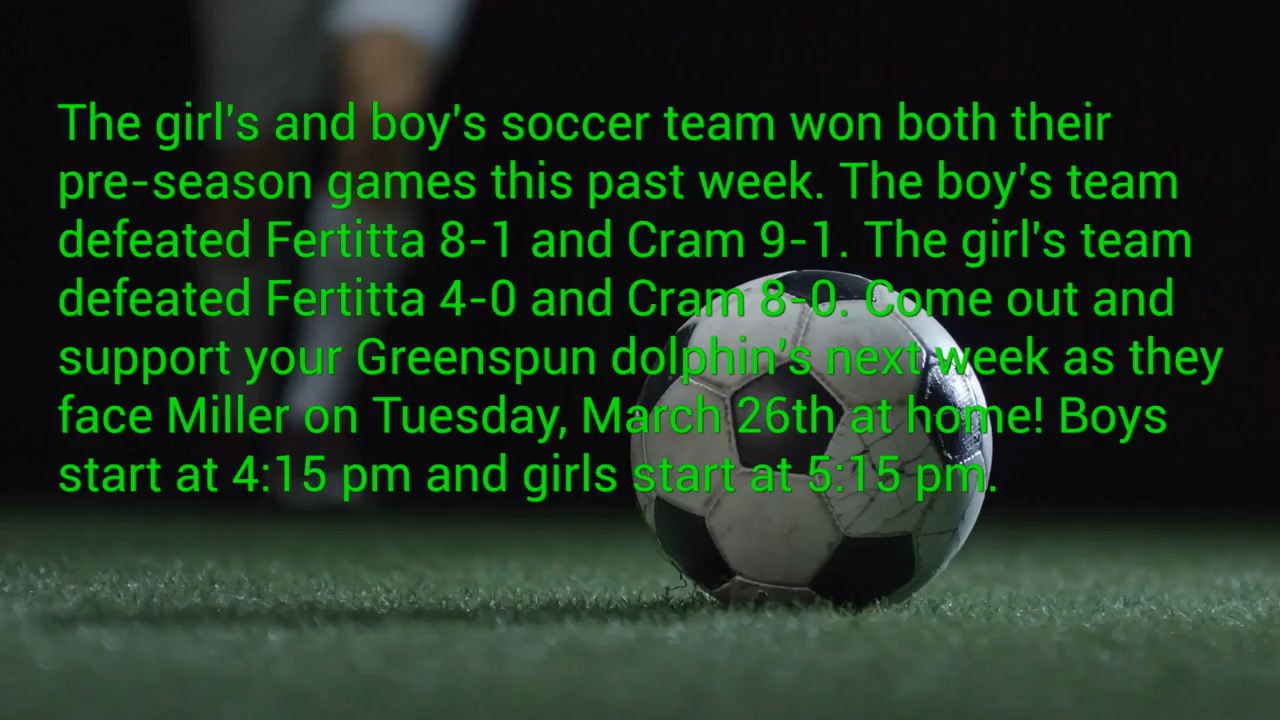 The girl's and boy's soccer team won both their
pre-season games this past week. The boy's team
defeated Fertitta 8-1 and Cram 9-1. The girl's team
defeated Fertitta 4-0 and Cram 8-0. Come out and
support your Greenspun dolphin's next week as they
face Miller on Tuesday, March 26th at home! Boys
start at 4:15 pm and girls start at 5:15 pm.